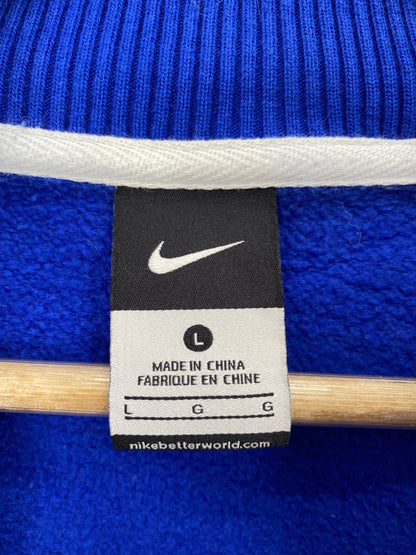 L
MADE IN CHINA
FABRIQUE EN CHINE
L G G
nikebetterworld.com